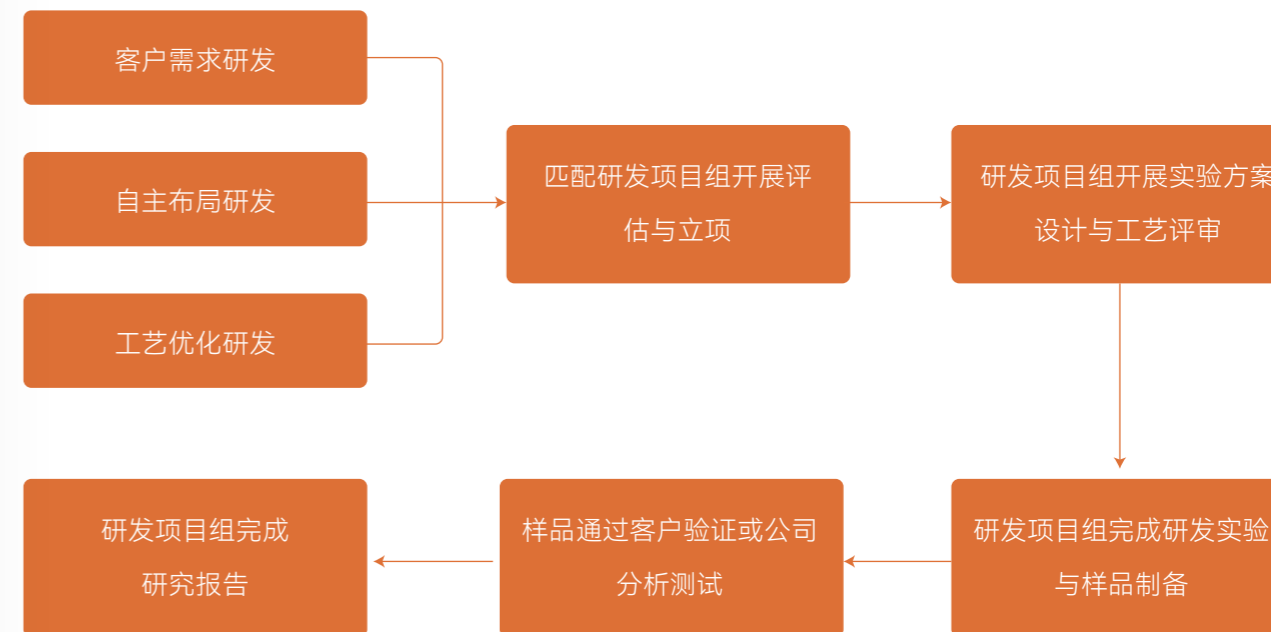 客户需求研发
自主布局研发
工艺优化研发
匹配研发项目组开展评
估与立项
研发项目组开展实验方案
设计与工艺评审
研发项目组完成研发实验
与样品制备
样品通过客户验证或公司
分析测试
研发项目组完成
研究报告